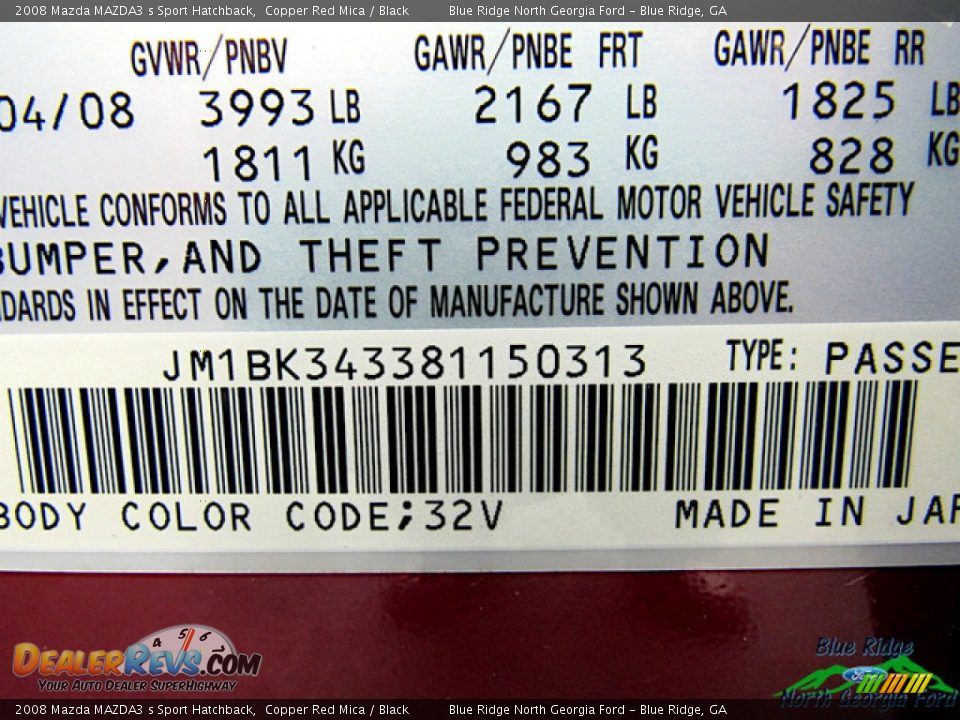 2008 Mazda MAZDA3 s Sport Hatchback, Copper Red Mica / Black Blue Ridge North Georgia Ford - Blue Ridge, GA
GVWR/PNBV GAWR/PNBE FRT GAWR/PNBE RR
04/08 3993 LB 2167 LB 1825 LB
1811 KG 983 KG 828 KG
VEHICLE CONFORMS TO ALL APPLICABLE FEDERAL MOTOR VEHICLE SAFETY
BUMPER,AND THEFT PREVENTION
DARDS IN EFFECT ON THE DATE OF MANUFACTURE SHOWN ABOVE.
JM1BK343381150313 TYPE: PASSE
BODY COLOR CODE;32V MADE IN JAP
4 5 6
DEALERREVS.COM
YOUR AUTO DEALER SUPERHIGHWAY
Blue Ridge
Ford
North Georgia Ford
2008 Mazda MAZDA3 s Sport Hatchback, Copper Red Mica / Black Blue Ridge North Georgia Ford - Blue Ridge, GA